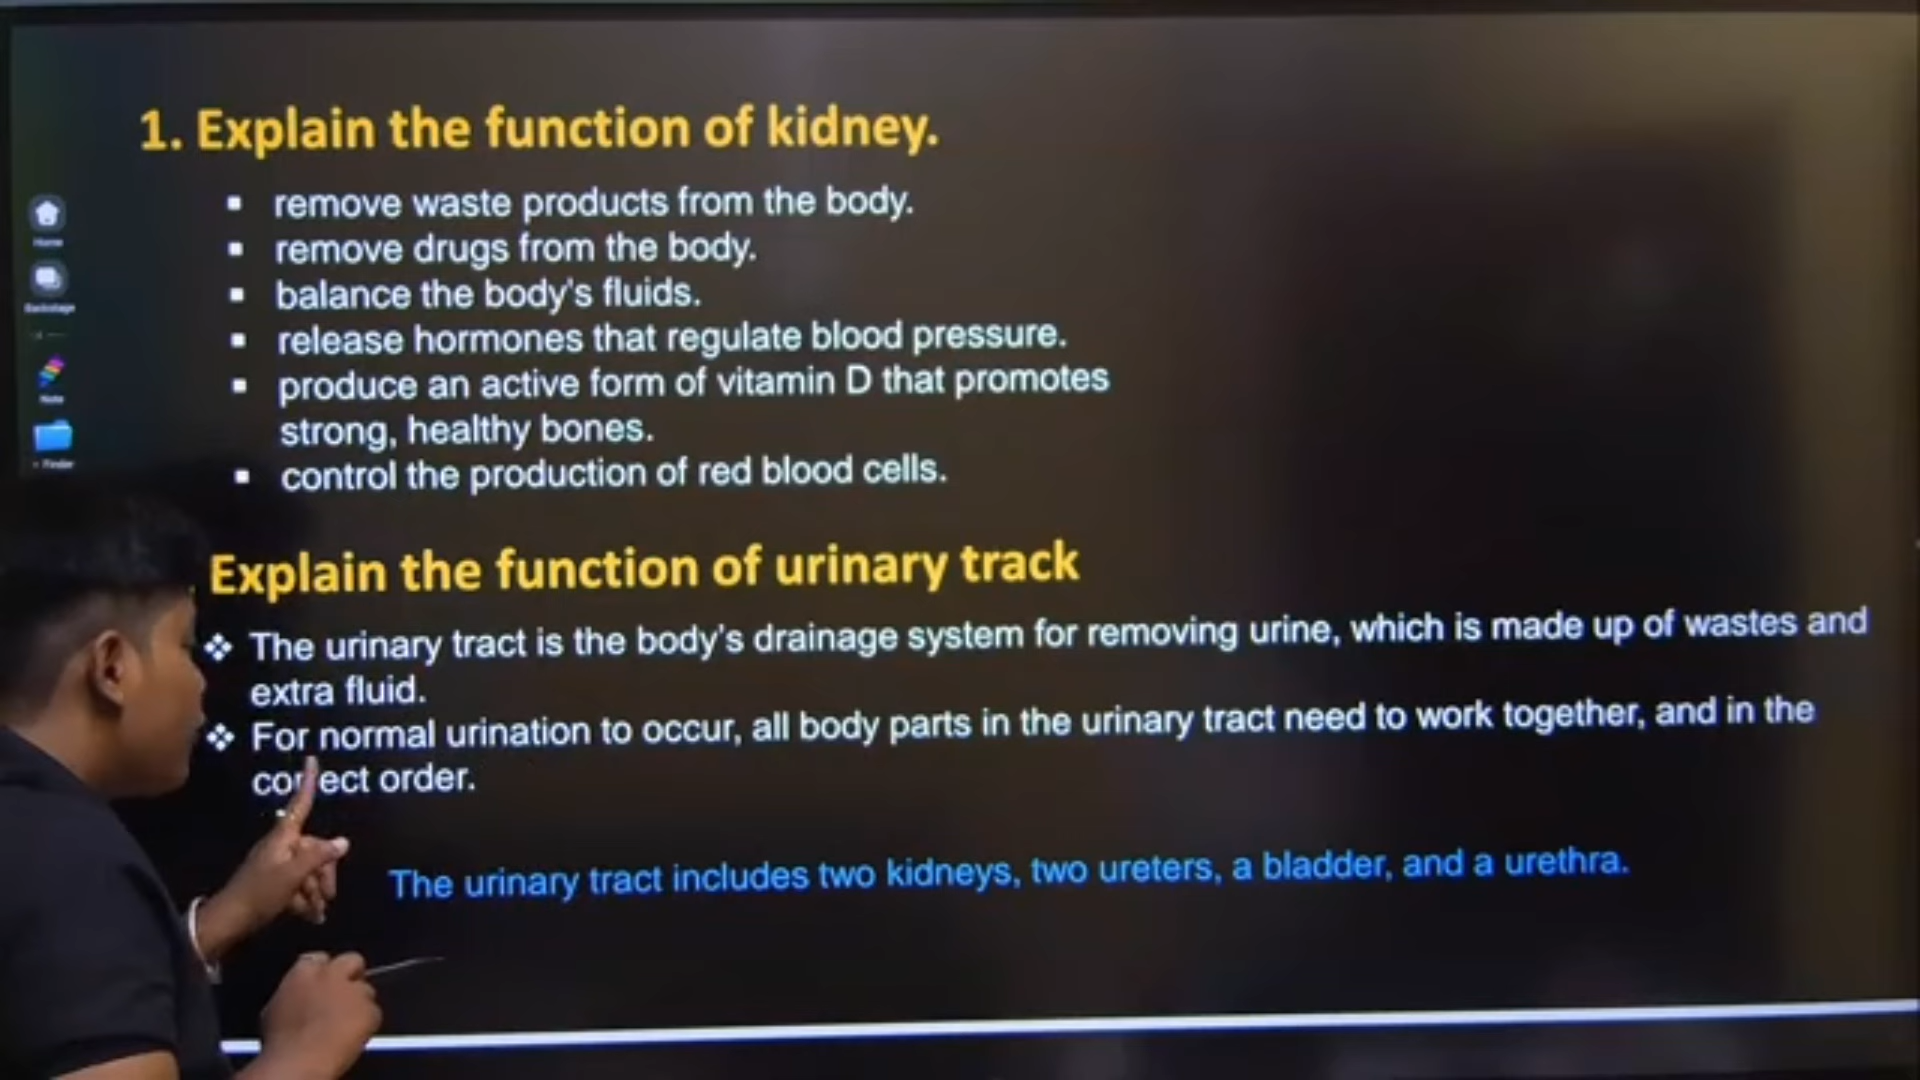 1. Explain the function of kidney.
remove waste products from the body.
remove drugs from the body.
balance the body's fluids.
release hormones that regulate blood pressure.
produce an active form of vitamin D that promotes
strong, healthy bones.
control the production of red blood cells.
Home
Backstage
Note
Finder
Explain the function of urinary track
The urinary tract is the body's drainage system for removing urine, which is made up of wastes and
extra fluid.
For normal urination to occur, all body parts in the urinary tract need to work together, and in the
correct order.
The urinary tract includes two kidneys, two ureters, a bladder, and a urethra.